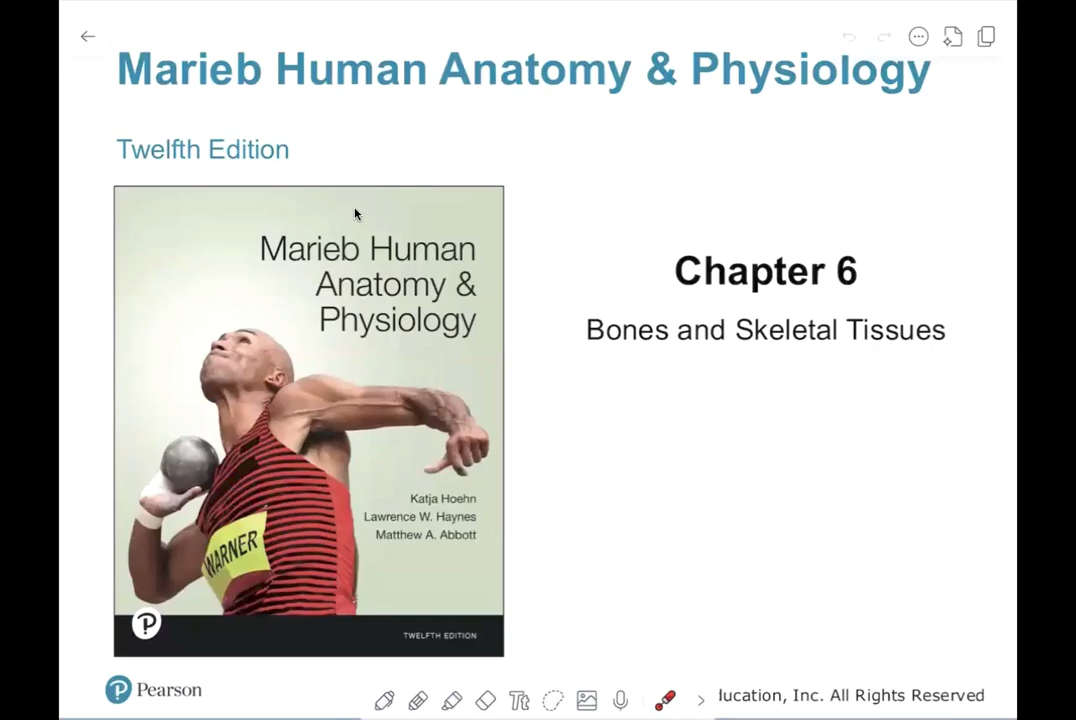 Marieb Human Anatomy & Physiology
Twelfth Edition
Marieb Human
Anatomy &
Physiology
Katja Hoehn
Lawrence W. Haynes
Matthew A. Abbott
WARNER
TWELFTH EDITION
Chapter 6
Bones and Skeletal Tissues
P Pearson
Tt
Inc. All Rights Reserved